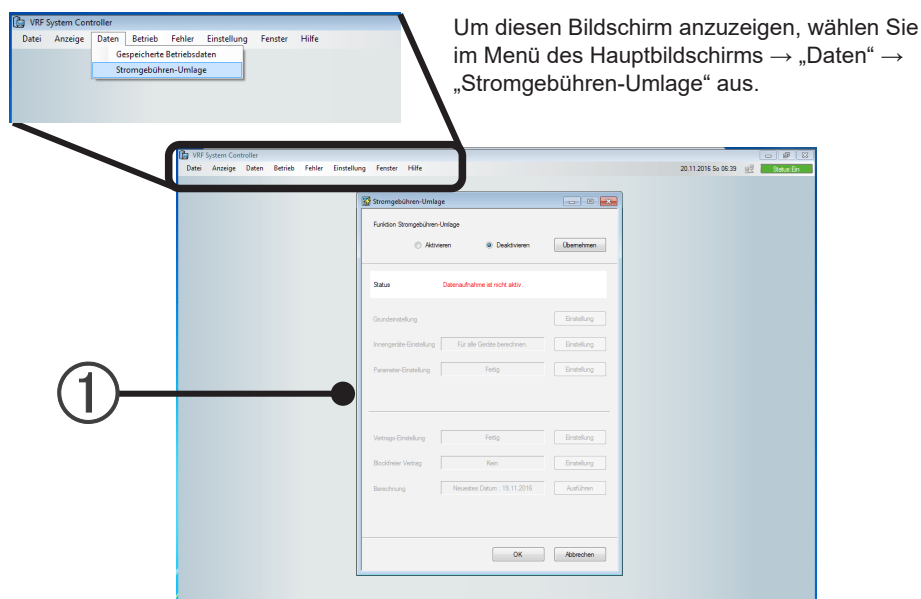 VRF System Controller
Datei Anzeige Daten Betrieb Fehler Einstellung Fenster Hilfe
Gespeicherte Betriebsdaten
Stromgebühren-Umlage
Um diesen Bildschirm anzuzeigen, wählen Sie
im Menü des Hauptbildschirms → „Daten“ →
„Stromgebühren-Umlage“ aus.
VRF System Controller
Datei Anzeige Daten Betrieb Fehler Einstellung Fenster Hilfe
20.11.2016 So 06:39 Status:Ein
Stromgebühren-Umlage
Funktion Stromgebühren-Umlage
Aktivieren Deaktivieren Übernehmen
Status Datenaufnahme ist nicht aktiv.
Grundeinstellung Einstellung
Innengeräte-Einstellung Für alle Geräte berechnen. Einstellung
Parameter-Einstellung Fertig Einstellung
①
Vertrags-Einstellung Fertig Einstellung
Blockfreier Vertrag Kein Einstellung
Berechnung Neuestes Datum : 19.11.2016 Ausführen
OK Abbrechen